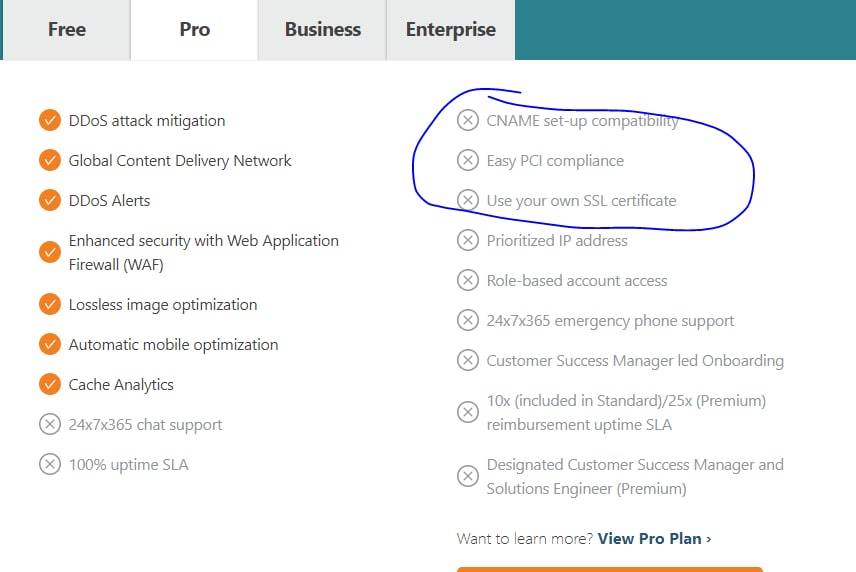 Free
Pro
Business
Enterprise
DDoS attack mitigation
Global Content Delivery Network
DDoS Alerts
Enhanced security with Web Application
Firewall (WAF)
Lossless image optimization
Automatic mobile optimization
Cache Analytics
24x7x365 chat support
100% uptime SLA
CNAME set-up compatibility
Easy PCI compliance
Use your own SSL certificate
Prioritized IP address
Role-based account access
24x7x365 emergency phone support
Customer Success Manager led Onboarding
10x (included in Standard)/25x (Premium)
reimbursement uptime SLA
Designated Customer Success Manager and
Solutions Engineer (Premium)
Want to learn more? View Pro Plan ›